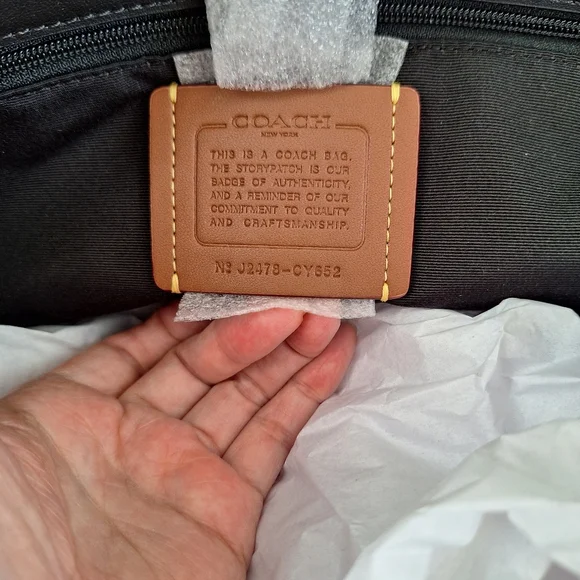 COACH
NEW YORK
THIS IS A COACH BAG.
THE STORYPATCH IS OUR
BADGE OF AUTHENTICITY,
AND A REMINDER OF OUR
COMMITMENT TO QUALITY
AND CRAFTSMANSHIP.
Nº J2478-CY652